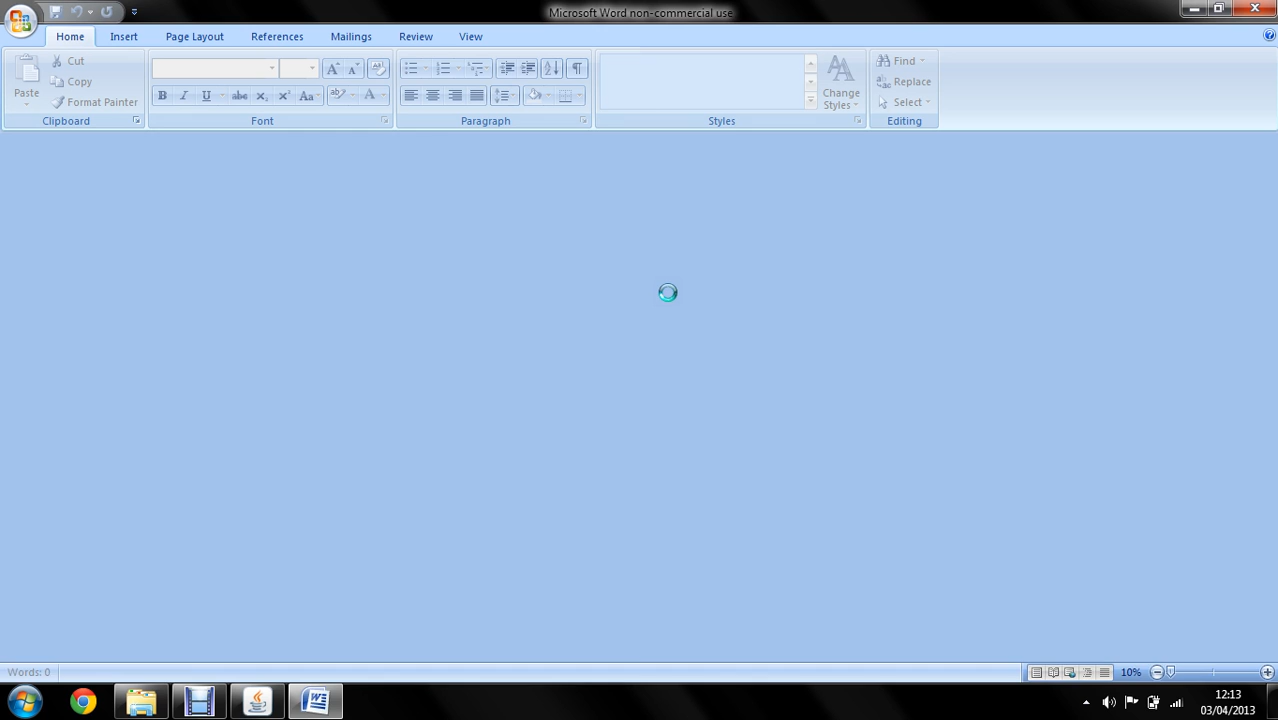 Microsoft Word non-commercial use
Home Insert Page Layout References Mailings Review View
Paste
Cut
Copy
Format Painter
Clipboard
Font
Paragraph
Change Styles
Styles
Find
Replace
Select
Editing
Words: 0
10%
12:13
03/04/2013